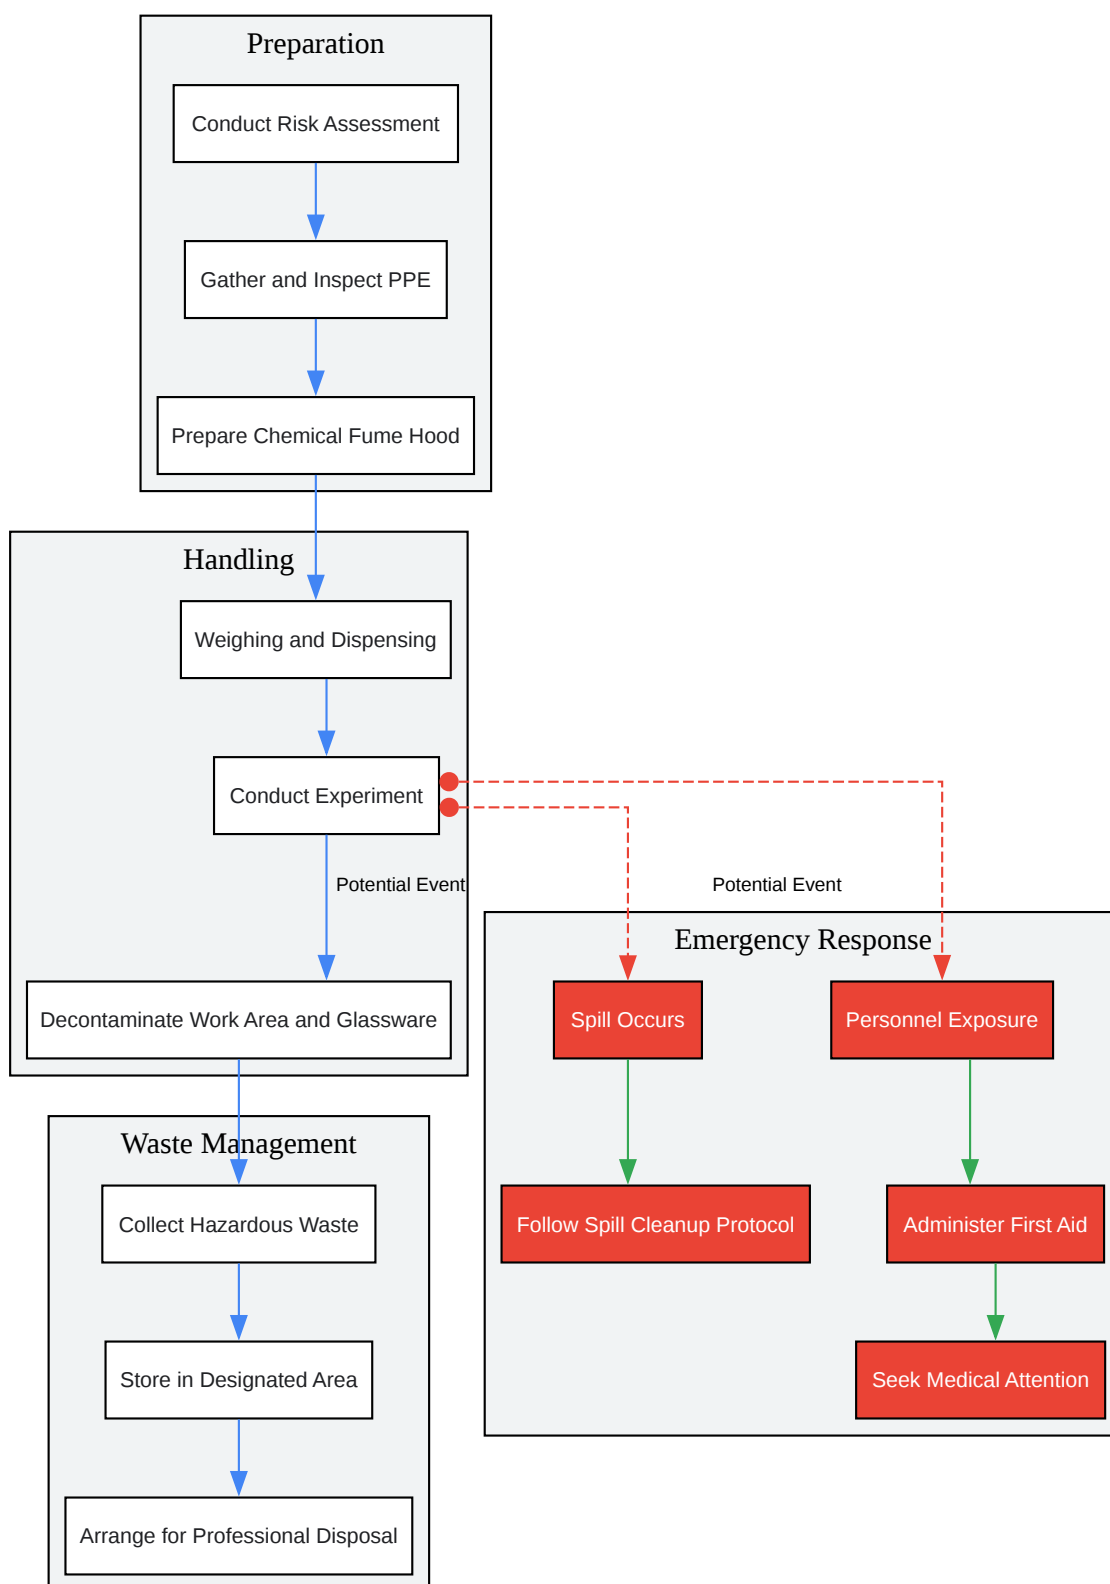 Preparation
Conduct Risk Assessment
Gather and Inspect PPE
Prepare Chemical Fume Hood
Handling
Weighing and Dispensing
Conduct Experiment
Potential Event
Potential Event
Decontaminate Work Area and Glassware
Emergency Response
Spill Occurs
Personnel Exposure
Follow Spill Cleanup Protocol
Administer First Aid
Seek Medical Attention
Waste Management
Collect Hazardous Waste
Store in Designated Area
Arrange for Professional Disposal